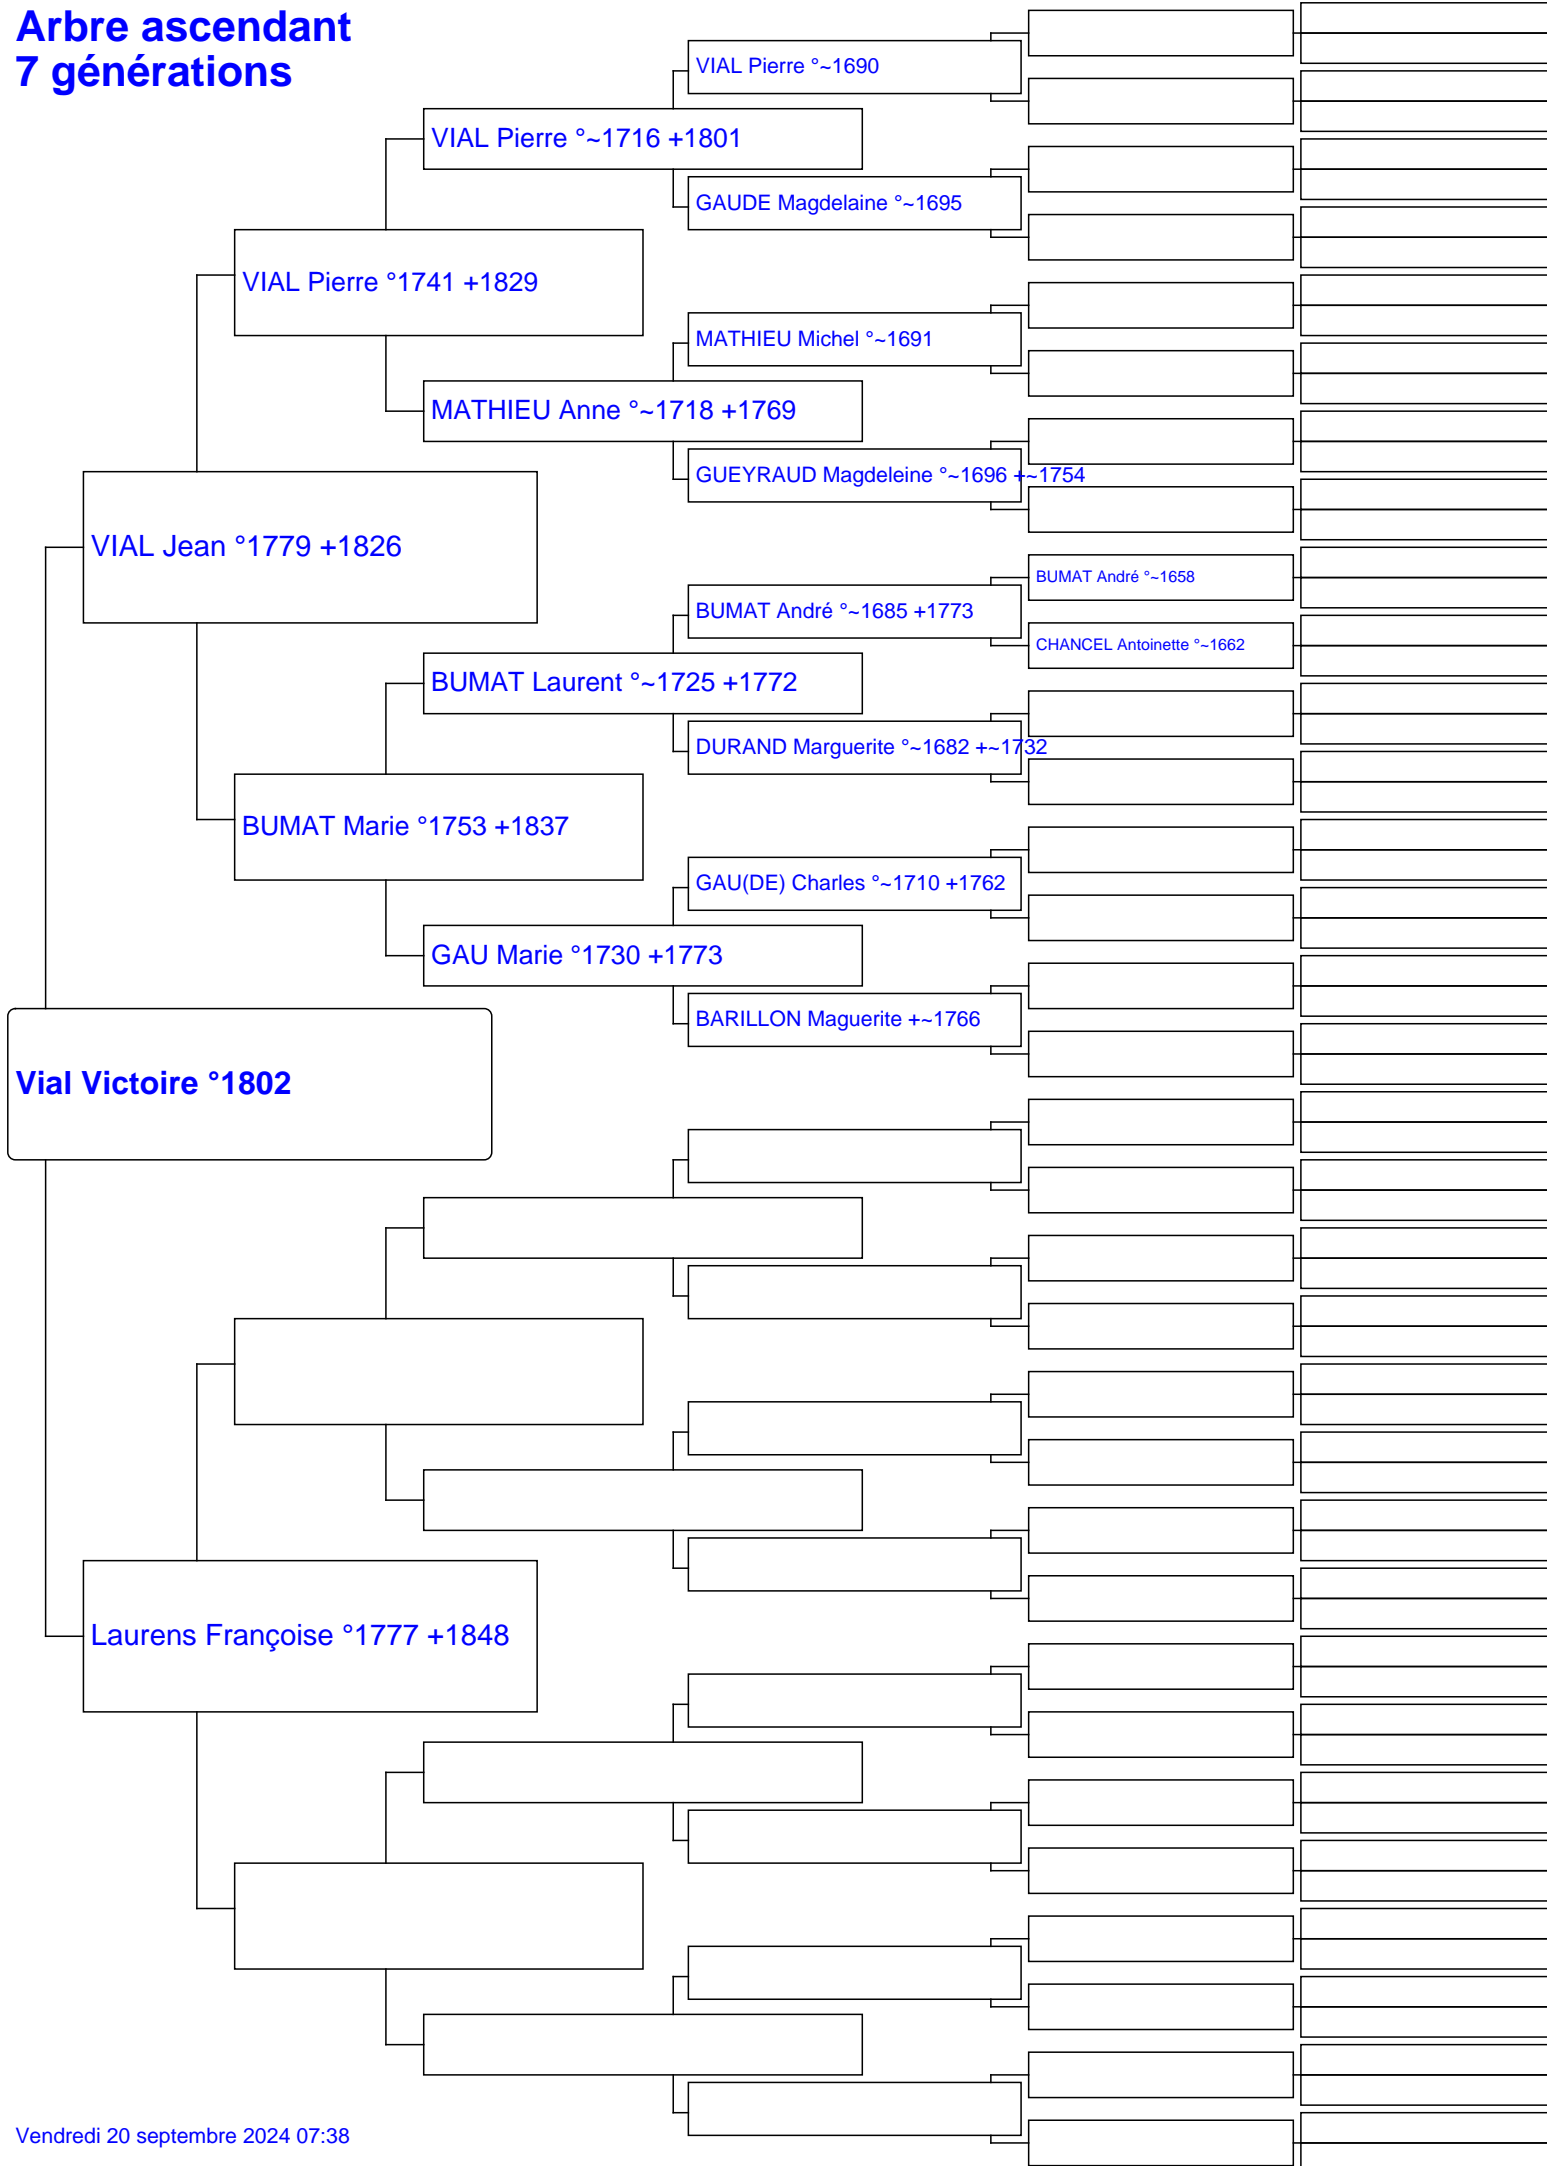 Arbre ascendant
7 générations
VIAL Pierre °~1690
VIAL Pierre °~1716 +1801
GAUDE Magdelaine °~1695
VIAL Pierre °1741 +1829
MATHIEU Michel °~1691
MATHIEU Anne °~1718 +1769
GUEYRAUD Magdeleine °~1696 +~1754
VIAL Jean °1779 +1826
BUMAT André °~1658
BUMAT André °~1685 +1773
CHANCEL Antoinette °~1662
BUMAT Laurent °~1725 +1772
DURAND Marguerite °~1682 +~1732
BUMAT Marie °1753 +1837
GAU(DE) Charles °~1710 +1762
GAU Marie °1730 +1773
BARILLON Maguerite +~1766
Vial Victoire °1802
Laurens Françoise °1777 +1848
Vendredi 20 septembre 2024 07:38